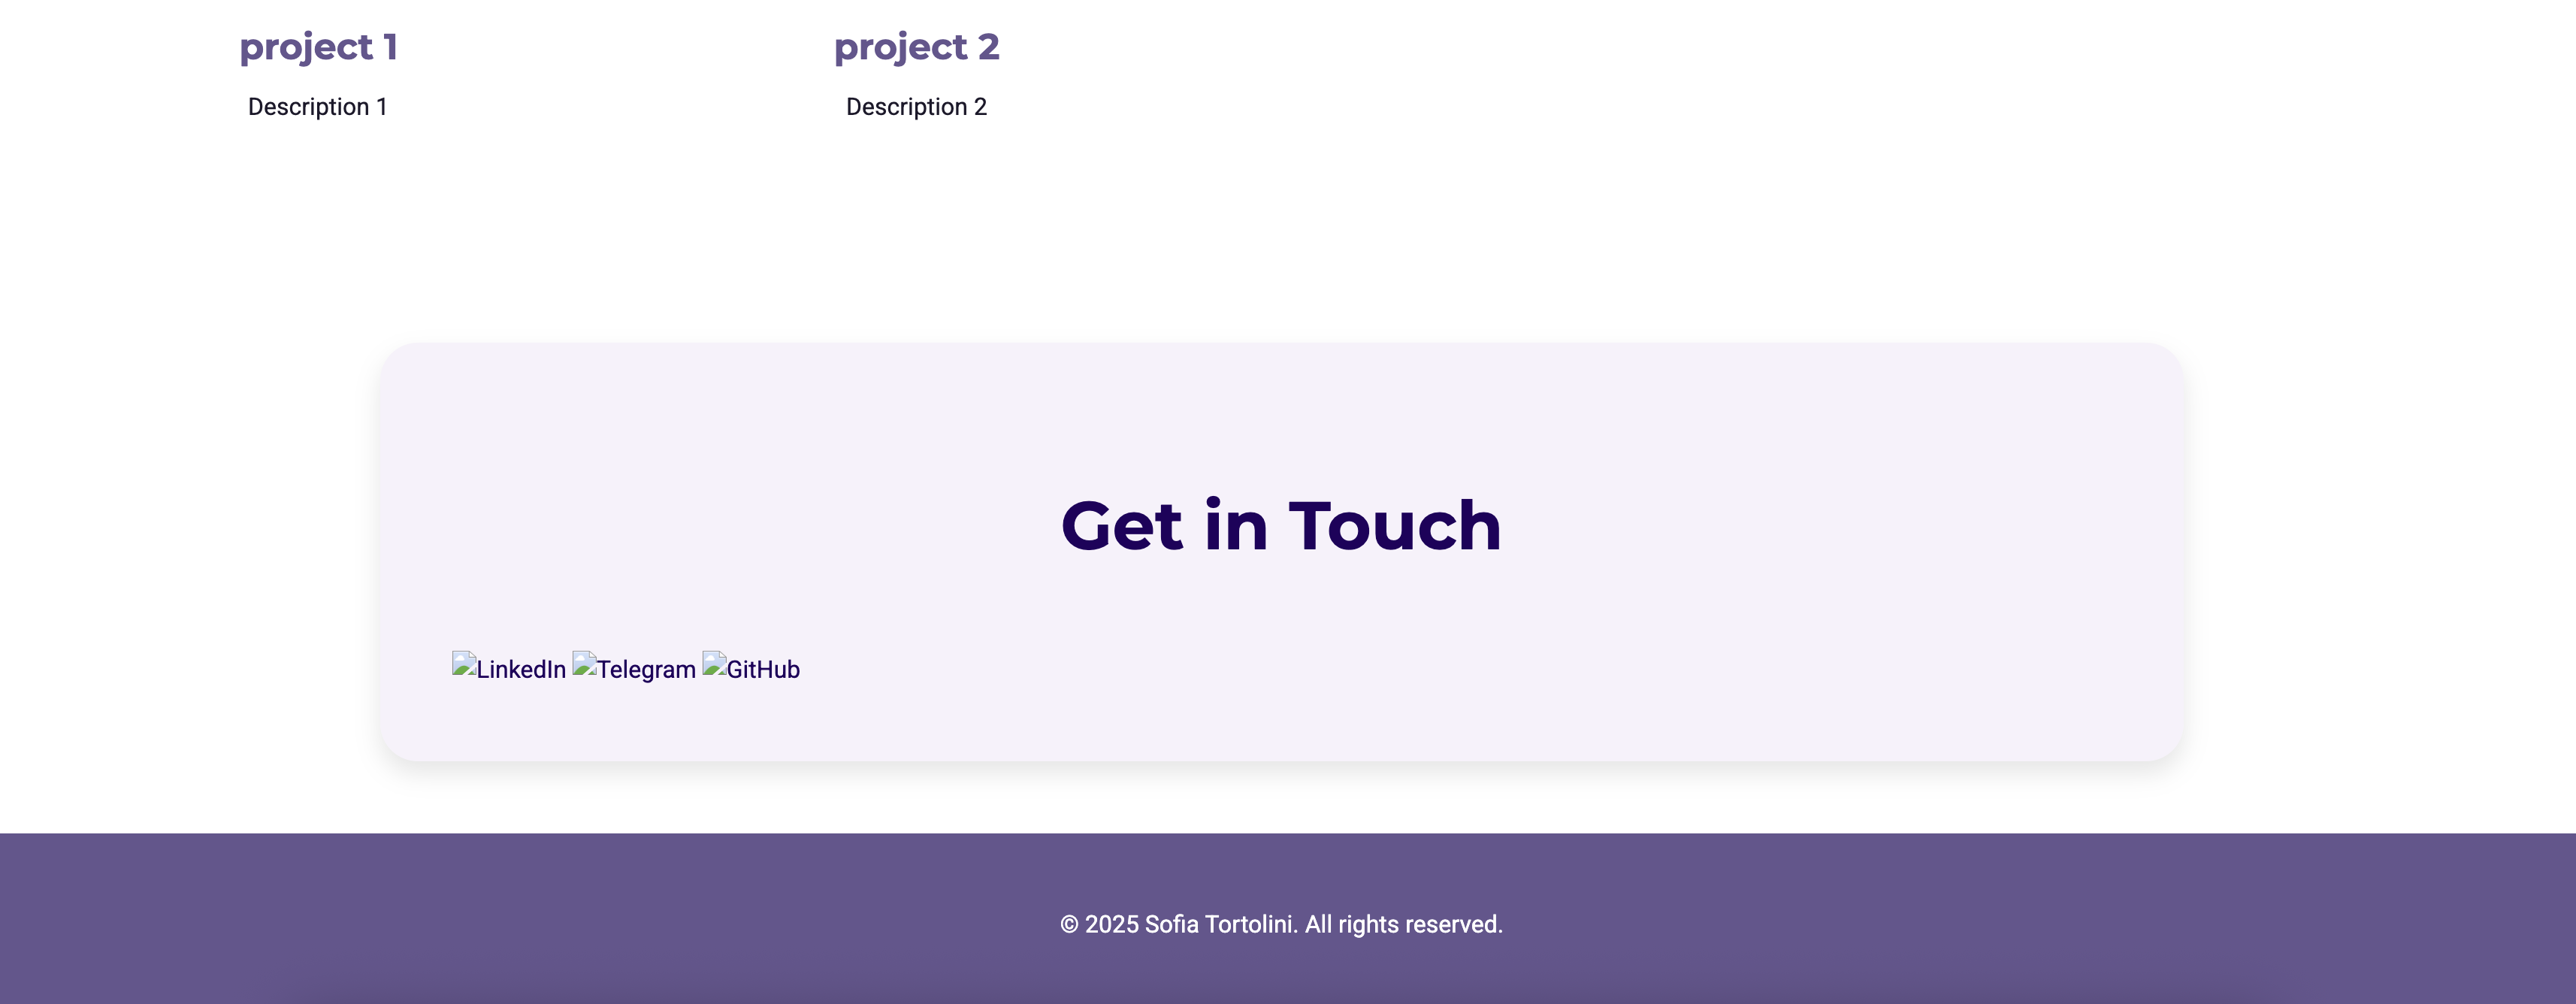 project 1 project 2
Description 1 Description 2
Get in Touch
LinkedIn Telegram GitHub
© 2025 Sofia Tortolini. All rights reserved.